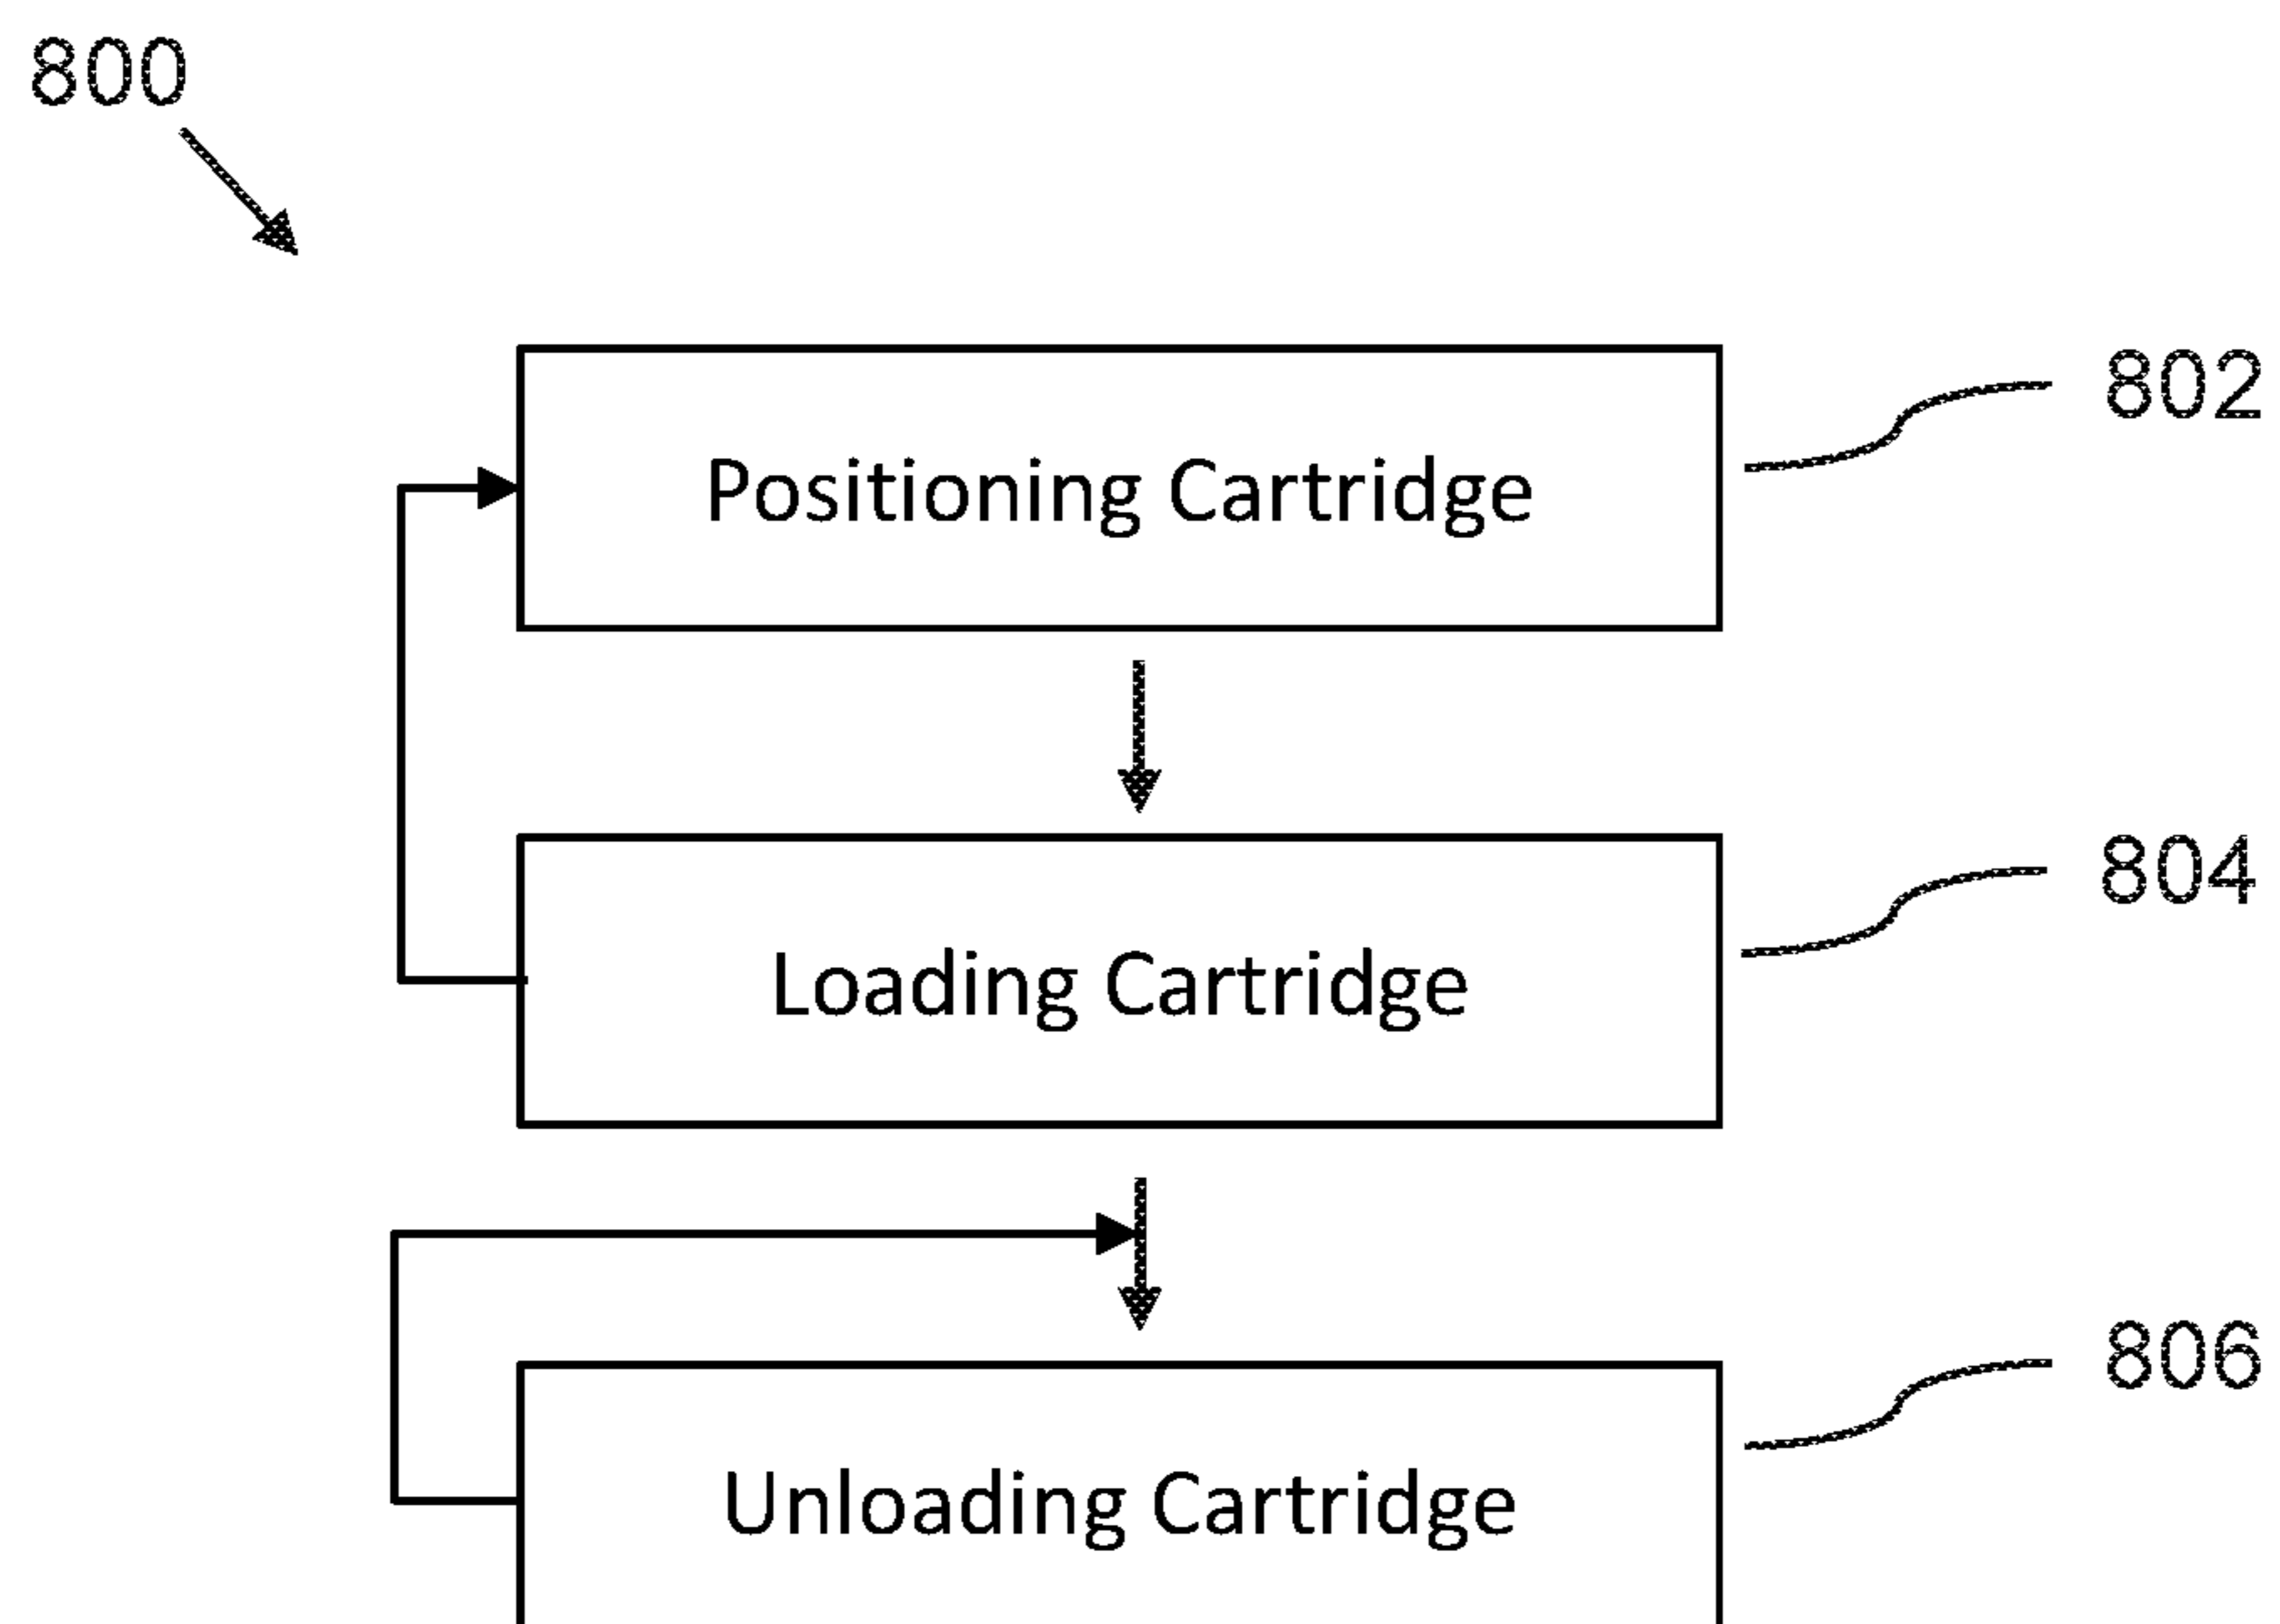 800
802
Positioning Cartridge
804
Loading Cartridge
806
Unloading Cartridge